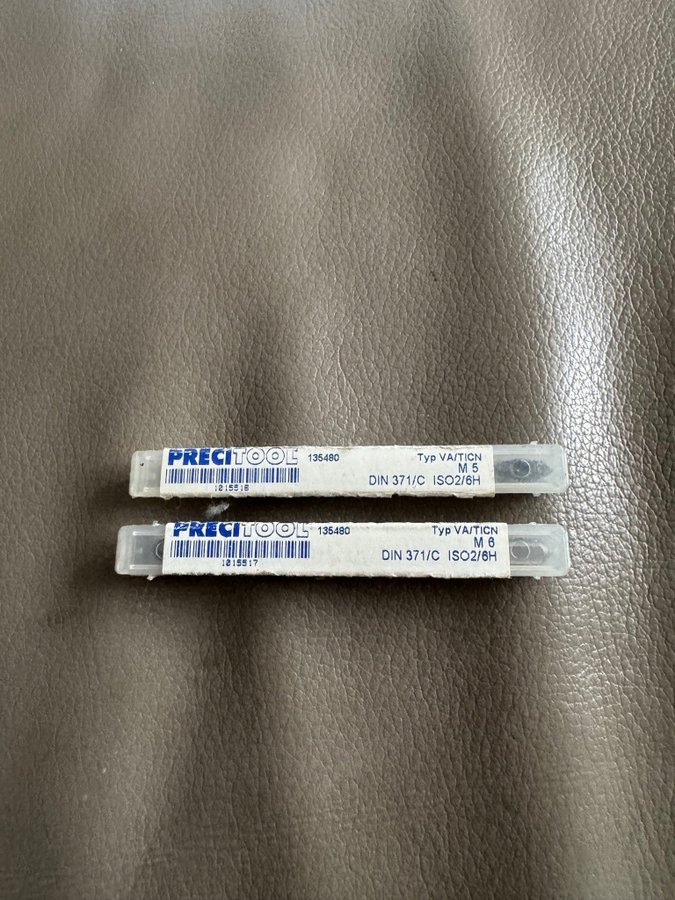 PRECITOOL 135480 Typ VA/TICN
M 5
1015516 DIN 371/C ISO2/6H
PRECITOOL 135480 Typ VA/TICN
M 6
1015517 DIN 371/C ISO2/6H